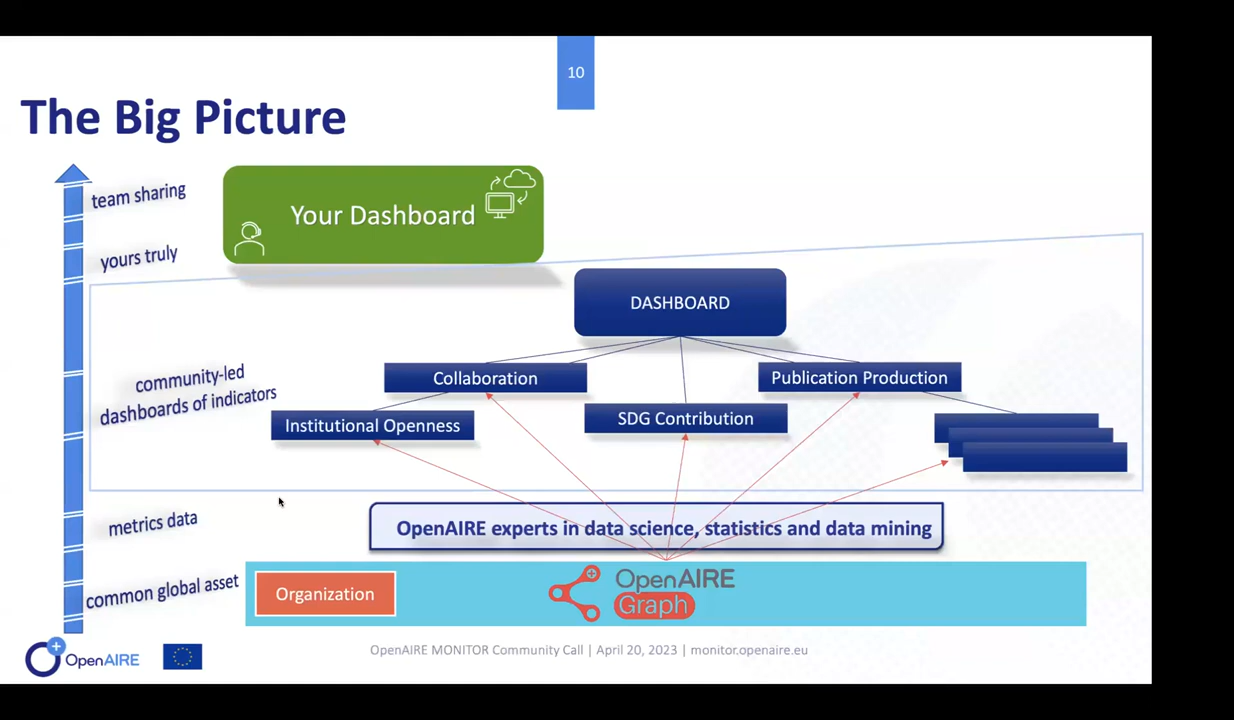 10
The Big Picture
team sharing
Your Dashboard
yours truly
DASHBOARD
community-led
dashboards of indicators
Collaboration
Publication Production
Institutional Openness
SDG Contribution
metrics data
OpenAIRE experts in data science, statistics and data mining
common global asset
Organization
OpenAIRE
Graph
OpenAIRE
OpenAIRE MONITOR Community Call | April 20, 2023 | monitor.openaire.eu